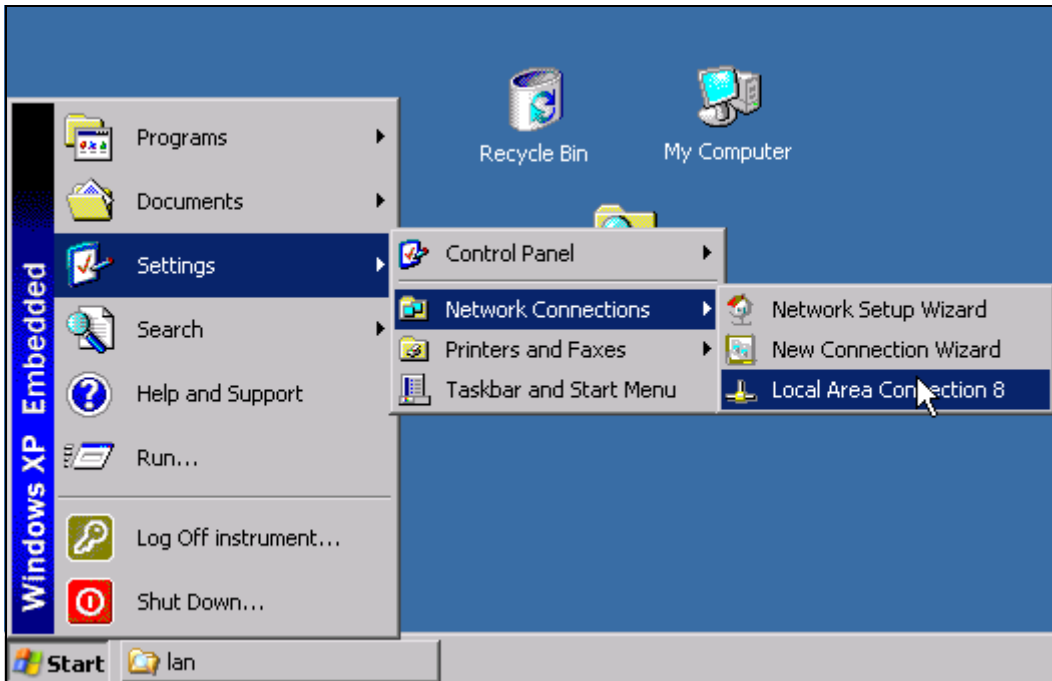 Recycle Bin
My Computer
Programs
Documents
Settings
Search
Help and Support
Run...
Log Off instrument...
Shut Down...
Windows XP Embedded
Control Panel
Network Connections
Printers and Faxes
Taskbar and Start Menu
Network Setup Wizard
New Connection Wizard
Local Area Connection 8
Start
lan